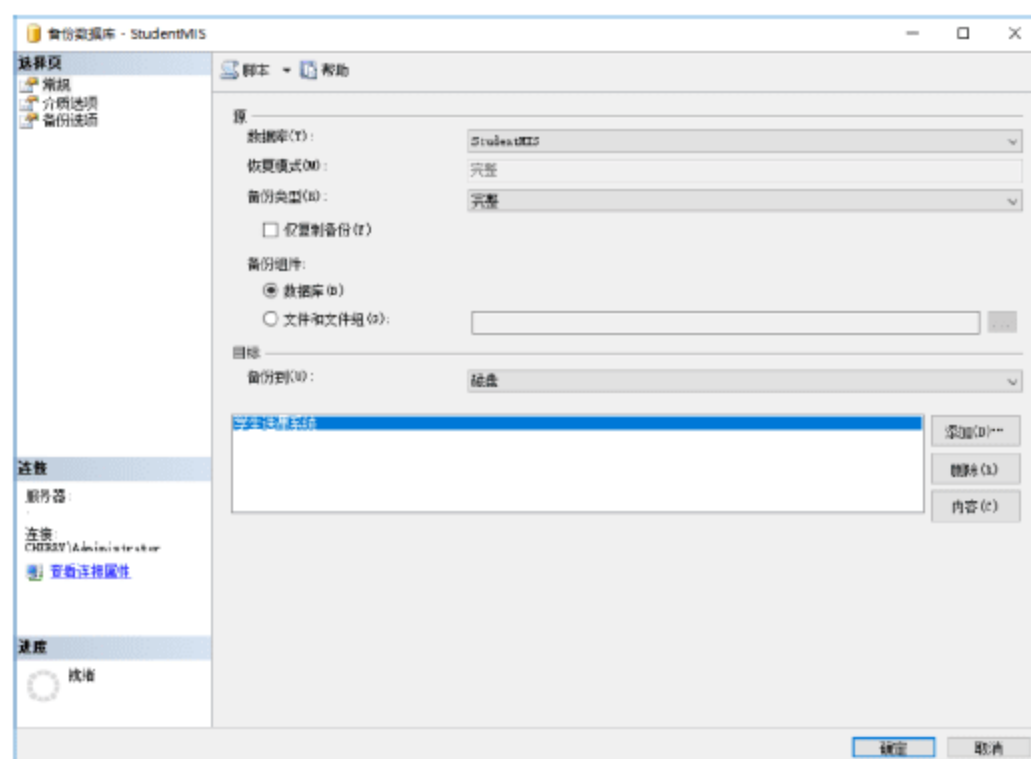 备份数据库 - StudentMIS
选择页
常规
介质选项
备份选项
脚本 帮助
源
数据库(T):
StudentMIS
恢复模式(M):
完整
备份类型(B):
完整
仅复制备份(Y)
备份组件:
数据库(B)
文件和文件组(G):
目标
备份到(U):
磁盘
学生选课系统
添加(D)...
删除(R)
内容(C)
连接
服务器:
.
连接:
CHERRY\Administrator
查看连接属性
进度
就绪
确定
取消